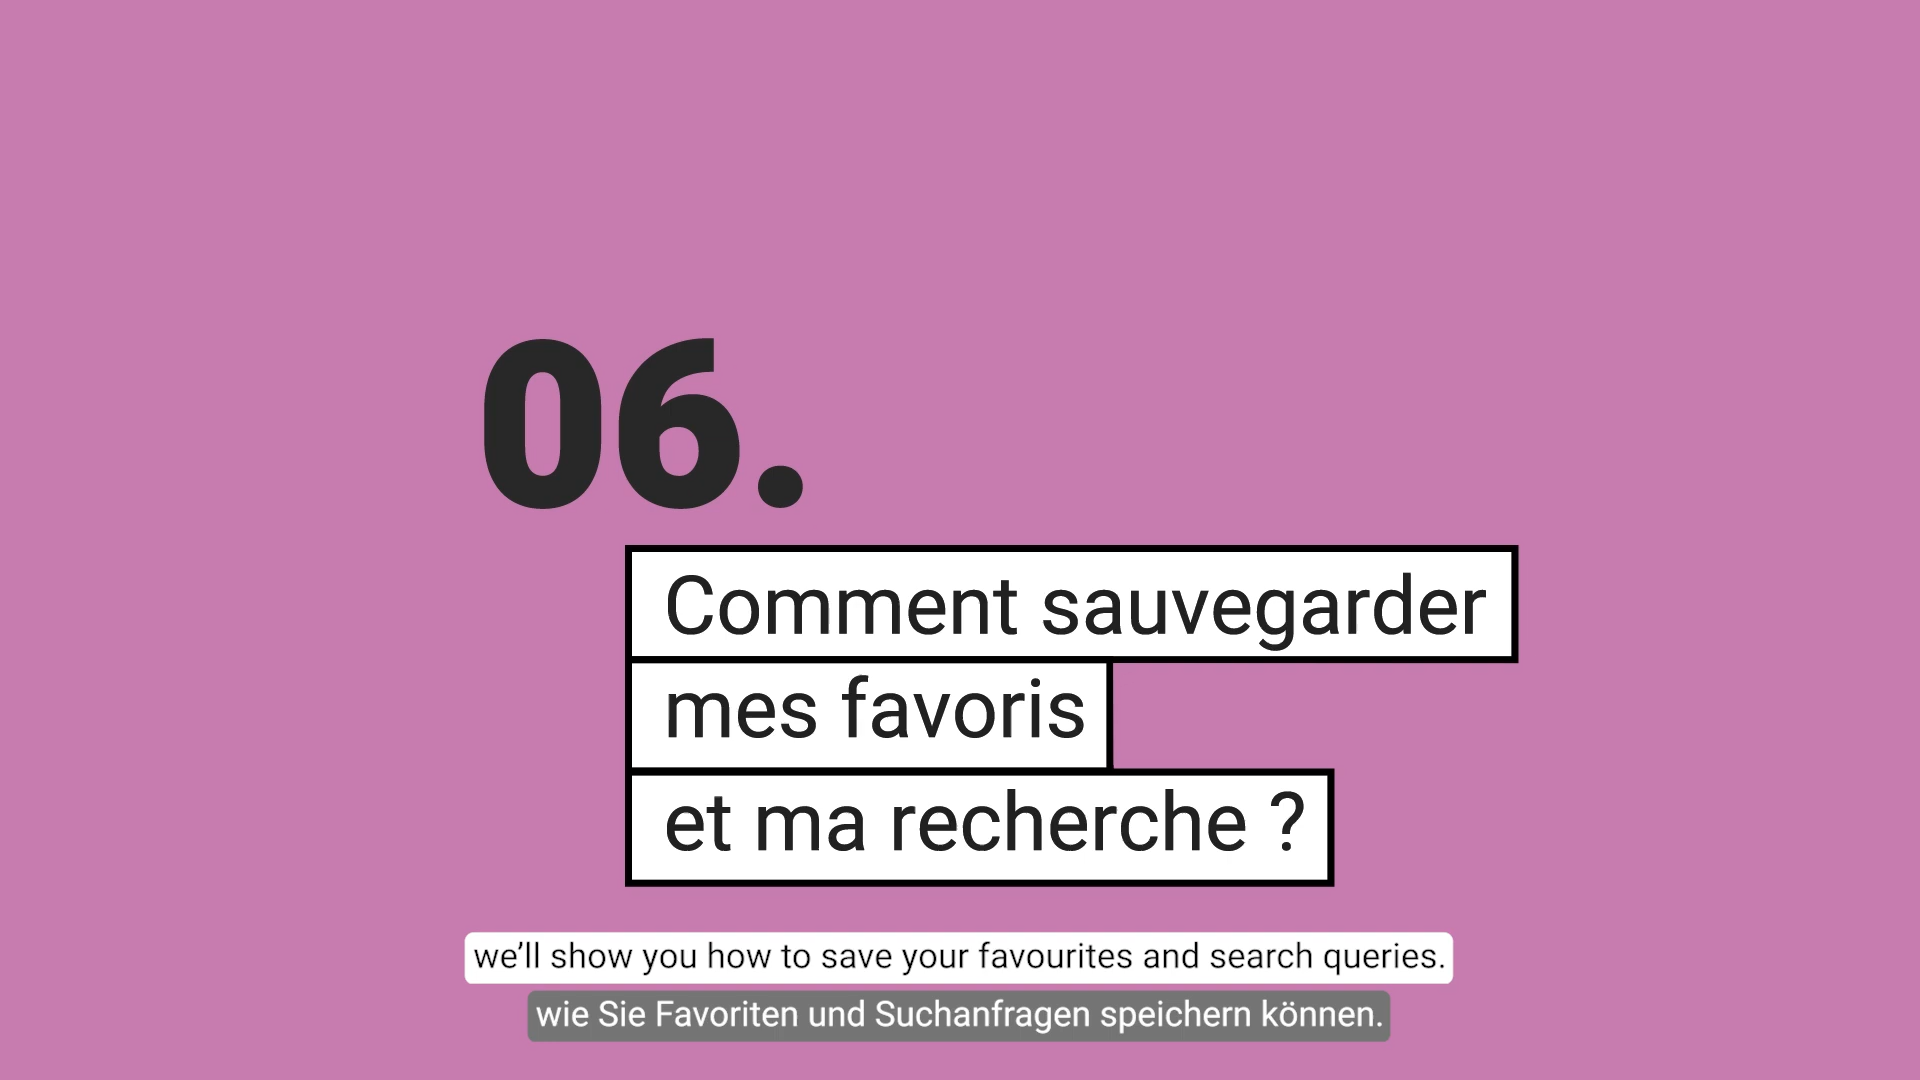 06.
Comment sauvegarder
mes favoris
et ma recherche ?
we’ll show you how to save your favourites and search queries.
wie Sie Favoriten und Suchanfragen speichern können.